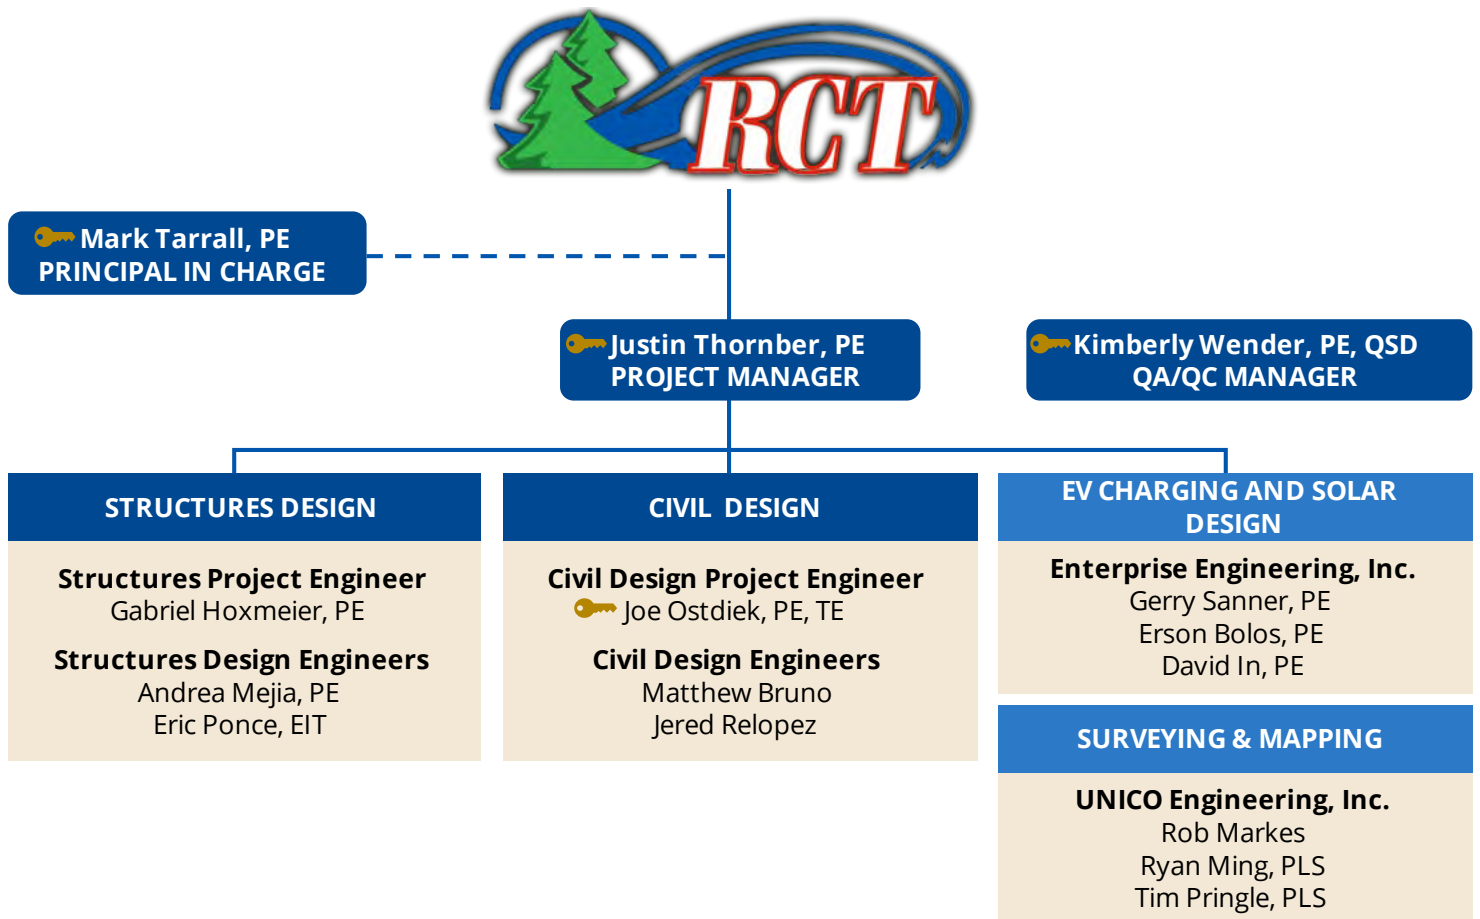 RCT
Mark Tarrall, PE
PRINCIPAL IN CHARGE
Justin Thornber, PE
PROJECT MANAGER
Kimberly Wender, PE, QSD
QA/QC MANAGER
STRUCTURES DESIGN
Structures Project Engineer
Gabriel Hoxmeier, PE
Structures Design Engineers
Andrea Mejia, PE
Eric Ponce, EIT
CIVIL DESIGN
Civil Design Project Engineer
Joe Ostdiek, PE, TE
Civil Design Engineers
Matthew Bruno
Jered Relopez
EV CHARGING AND SOLAR
DESIGN
Enterprise Engineering, Inc.
Gerry Sanner, PE
Erson Bolos, PE
David In, PE
SURVEYING & MAPPING
UNICO Engineering, Inc.
Rob Markes
Ryan Ming, PLS
Tim Pringle, PLS